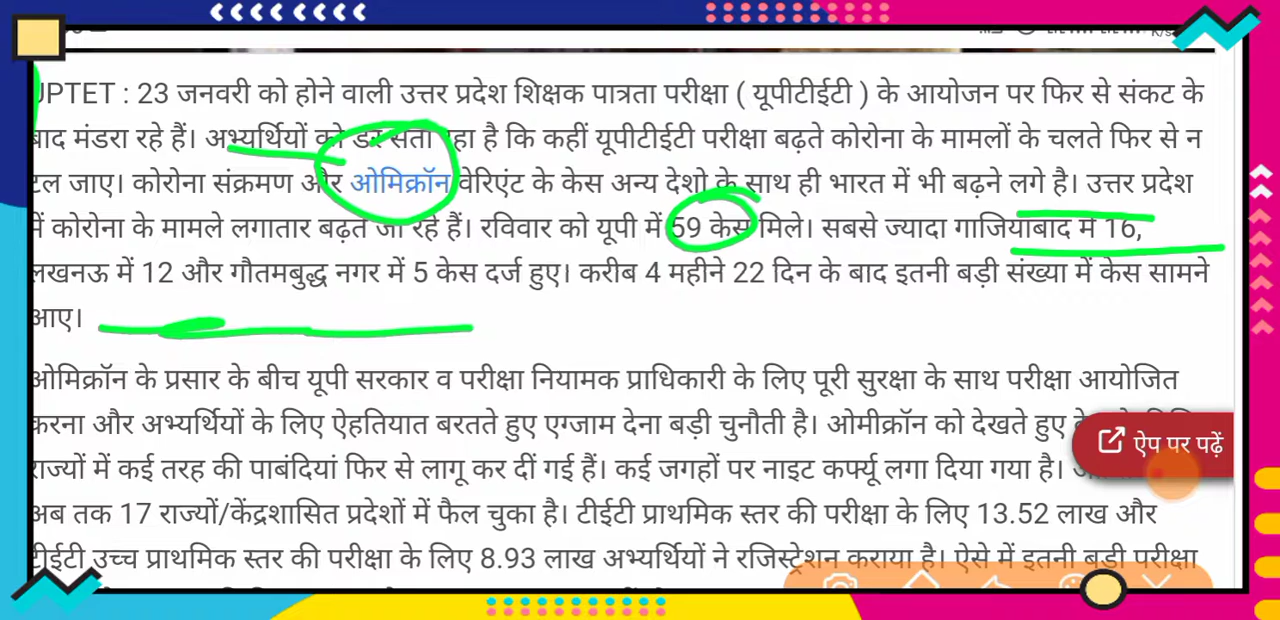 UPTET : 23 जनवरी को होने वाली उत्तर प्रदेश शिक्षक पात्रता परीक्षा ( यूपीटीईटी ) के आयोजन पर फिर से संकट के
बाद मंडरा रहे हैं। अभ्यर्थियों को डर सता रहा है कि कहीं यूपीटीईटी परीक्षा बढ़ते कोरोना के मामलों के चलते फिर से न
टल जाए। कोरोना संक्रमण और ओमिक्रॉन वेरिएंट के केस अन्य देशों के साथ ही भारत में भी बढ़ने लगे है। उत्तर प्रदेश
में कोरोना के मामले लगातार बढ़ते जा रहे हैं। रविवार को यूपी में 59 केस मिले। सबसे ज्यादा गाजियाबाद में 16,
लखनऊ में 12 और गौतमबुद्ध नगर में 5 केस दर्ज हुए। करीब 4 महीने 22 दिन के बाद इतनी बड़ी संख्या में केस सामने
आए।
ओमिक्रॉन के प्रसार के बीच यूपी सरकार व परीक्षा नियामक प्राधिकारी के लिए पूरी सुरक्षा के साथ परीक्षा आयोजित
करना और अभ्यर्थियों के लिए ऐहतियात बरतते हुए एग्जाम देना बड़ी चुनौती है। ओमीक्रॉन को देखते हुए
ऐप पर पढ़ें
राज्यों में कई तरह की पाबंदियां फिर से लागू कर दीं गई हैं। कई जगहों पर नाइट कर्फ्यू लगा दिया गया है।
अब तक 17 राज्यों/केंद्रशासित प्रदेशों में फैल चुका है। टीईटी प्राथमिक स्तर की परीक्षा के लिए 13.52 लाख और
टीईटी उच्च प्राथमिक स्तर की परीक्षा के लिए 8.93 लाख अभ्यर्थियों ने रजिस्ट्रेशन कराया है। ऐसे में इतनी बड़ी परीक्षा